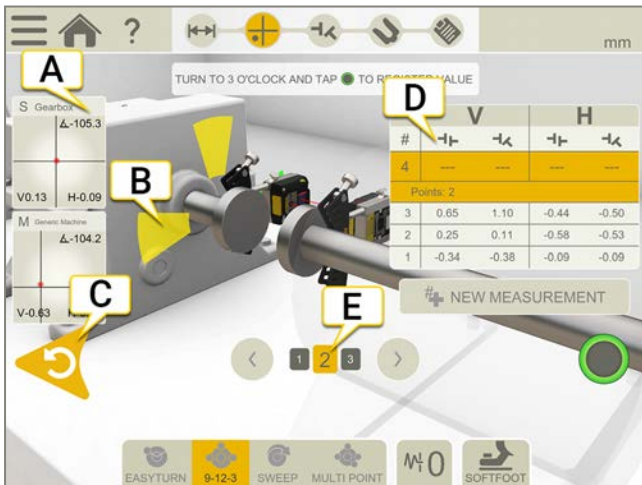 ?
mm
TURN TO 3 O'CLOCK AND TAP TO REGISTER VALUE
A
S Gearbox
∡-105.3
V0.13 H-0.09
B
M Generic Machine
∡-104.2
V-0.63
C
D
V H
#
4 --- --- --- ---
Points: 2
3 0.65 1.10 -0.44 -0.50
2 0.25 0.11 -0.58 -0.53
1 -0.34 -0.38 -0.09 -0.09
# NEW MEASUREMENT
E
< 1 2 3 >
EASYTURN 9-12-3 SWEEP MULTI POINT 0 SOFTFOOT